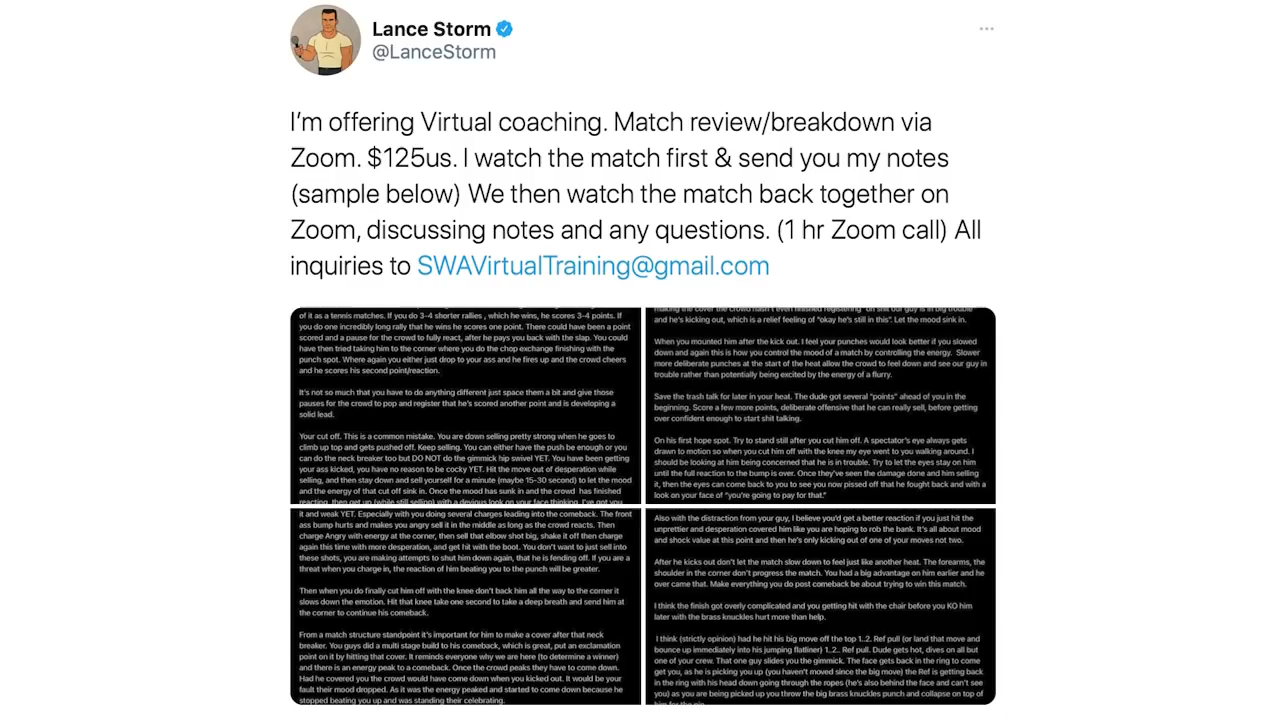 Lance Storm
@LanceStorm
I'm offering Virtual coaching. Match review/breakdown via
Zoom. $125us. I watch the match first & send you my notes
(sample below) We then watch the match back together on
Zoom, discussing notes and any questions. (1 hr Zoom call) All
inquiries to SWAVirtualTraining@gmail.com
of it as a tennis matches. If you do 3-4 shorter rallies , which he wins, he scores 3-4 points. If
you do one incredibly long rally that he wins he scores one point. There could have been a point
scored and a pause for the crowd to fully react, after he pays you back with the slap. You could
have then tried taking him to the corner where you do the chop exchange finishing with the
punch spot. Where again you either just drop to your ass and he fires up and the crowd cheers
and he scores his second point/reaction.
It's not so much that you have to do anything different just space them a bit and give those
pauses for the crowd to pop and register that he's scored another point and is developing a
solid lead.
Your cut off. This is a common mistake. You are down selling pretty strong when he goes to
climb up top and gets pushed off. Keep selling. You can either have the push be enough or you
can do the neck breaker too but DO NOT do the gimmick hip swivel YET. You have been getting
your ass kicked, you have no reason to be cocky YET. Hit the move out of desperation while
selling, and then stay down and sell yourself for a minute (maybe 15-30 second) to let the mood
and the energy of that cut off sink in. Once the mood has sunk in and the crowd has finished
reacting, then get up (while still selling) with a devious look on your face thinking, I've got you
making the cover the crowd hasn't even finished registering "oh shit our guy is in big trouble"
and he's kicking out, which is a relief feeling of "okay he's still in this". Let the mood sink in.
When you mounted him after the kick out. I feel your punches would look better if you slowed
down and again this is how you control the mood of a match by controlling the energy. Slower
more deliberate punches at the start of the heat allow the crowd to feel down and see our guy in
trouble rather than potentially being excited by the energy of a flurry.
Save the trash talk for later in your heat. The dude got several "points" ahead of you in the
beginning. Score a few more points, deliberate offensive that he can really sell, before getting
over confident enough to start shit talking.
On his first hope spot. Try to stand still after you cut him off. A spectator's eye always gets
drawn to motion so when you cut him off with the knee my eye went to you walking around. I
should be looking at him being concerned that he is in trouble. Try to let the eyes stay on him
until the full reaction to the bump is over. Once they've seen the damage done and him selling
it, then the eyes can come back to you to see you now pissed off that he fought back and with a
look on your face of "you're going to pay for that."
it and weak YET. Especially with you doing several charges leading into the comeback. The front
ass bump hurts and makes you angry sell it in the middle as long as the crowd reacts. Then
charge Angry with energy at the corner, then sell that elbow shot big, shake it off then charge
again this time with more desperation, and get hit with the boot. You don't want to just sell into
these shots, you are making attempts to shut him down again, that he is fending off. If you are a
threat when you charge in, the reaction of him beating you to the punch will be greater.
Then when you do finally cut him off with the knee don't back him all the way to the corner it
slows down the emotion. Hit that knee take one second to take a deep breath and send him at
the corner to continue his comeback.
From a match structure standpoint it's important for him to make a cover after that neck
breaker. You guys did a multi stage build to his comeback, which is great, put an exclamation
point on it by hitting that cover. It reminds everyone why we are here (to determine a winner)
and there is an energy peak to a comeback. Once the crowd peaks they have to come down.
Had he covered you the crowd would have come down when you kicked out. It would be your
fault their mood dropped. As it was the energy peaked and started to come down because he
stopped beating you up and was standing their celebrating.
Also with the distraction from your guy, I believe you'd get a better reaction if you just hit the
unprettier and desperation covered him like you are hoping to rob the bank. It's all about mood
and shock value at this point and then he's only kicking out of one of your moves not two.
After he kicks out don't let the match slow down to feel just like another heat. The forearms, the
shoulder in the corner don't progress the match. You had a big advantage on him earlier and he
over came that. Make everything you do post comeback be about trying to win this match.
I think the finish got overly complicated and you getting hit with the chair before you KO him
later with the brass knuckles hurt more than help.
I think (strictly opinion) had he hit his big move off the top 1..2. Ref pull (or land that move and
bounce up immediately into his jumping flatliner) 1..2.. Ref pull. Dude gets hot, dives on all but
one of your crew. That one guy slides you the gimmick. The face gets back in the ring to come
get you, as he is picking you up (you haven't moved since the big move) the Ref is getting back
in the ring with his head down going through the ropes (he's also behind the face and can't see
you) as you are being picked up you throw the big brass knuckles punch and collapse on top of
him for the pin.